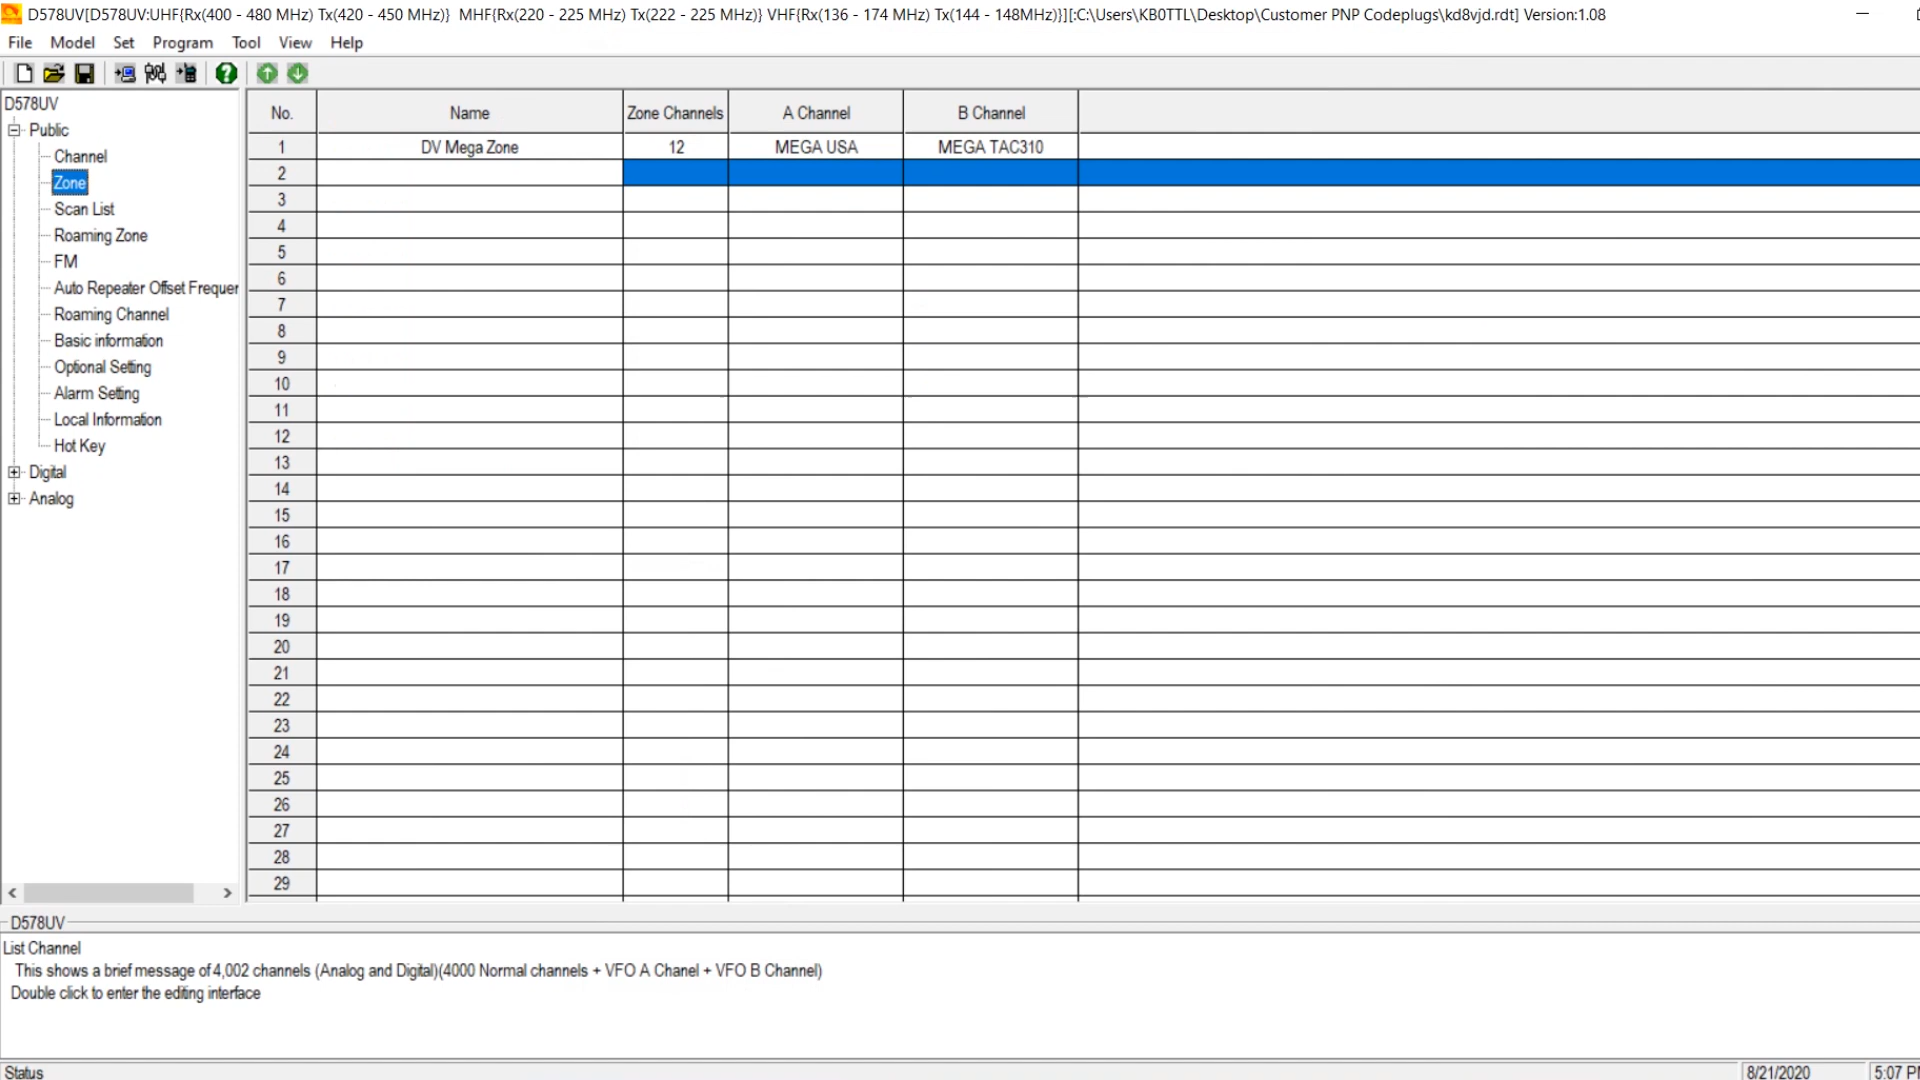 D578UV[D578UV:UHF{Rx(400 - 480 MHz) Tx(420 - 450 MHz)} MHF{Rx(220 - 225 MHz) Tx(222 - 225 MHz)} VHF{Rx(136 - 174 MHz) Tx(144 - 148MHz)}][:C:\Users\KB0TTL\Desktop\Customer PNP Codeplugs\kd8vjd.rdt] Version:1.08
File Model Set Program Tool View Help
D578UV
Public
Channel
Zone
Scan List
Roaming Zone
FM
Auto Repeater Offset Frequer
Roaming Channel
Basic information
Optional Setting
Alarm Setting
Local Information
Hot Key
Digital
Analog
No. Name Zone Channels A Channel B Channel
1 DV Mega Zone 12 MEGA USA MEGA TAC310
2
3
4
5
6
7
8
9
10
11
12
13
14
15
16
17
18
19
20
21
22
23
24
25
26
27
28
29
D578UV
List Channel
This shows a brief message of 4,002 channels (Analog and Digital)(4000 Normal channels + VFO A Chanel + VFO B Channel)
Double click to enter the editing interface
Status 8/21/2020 5:07 PM